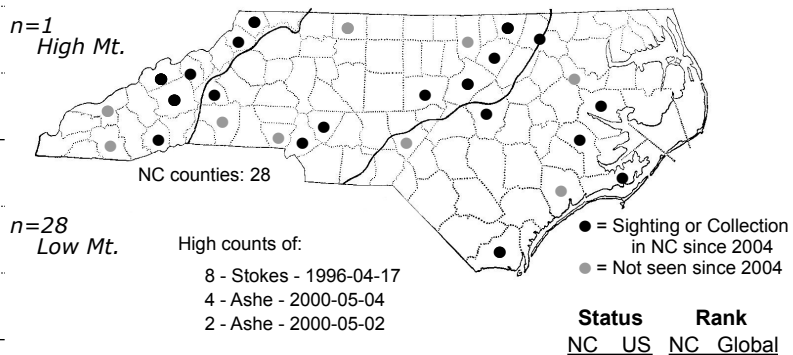 n=1
High Mt.
NC counties: 28
n=28
Low Mt.
High counts of:
8 - Stokes - 1996-04-17
4 - Ashe - 2000-05-04
2 - Ashe - 2000-05-02
= Sighting or Collection
in NC since 2004
= Not seen since 2004
Status Rank
NC US NC Global